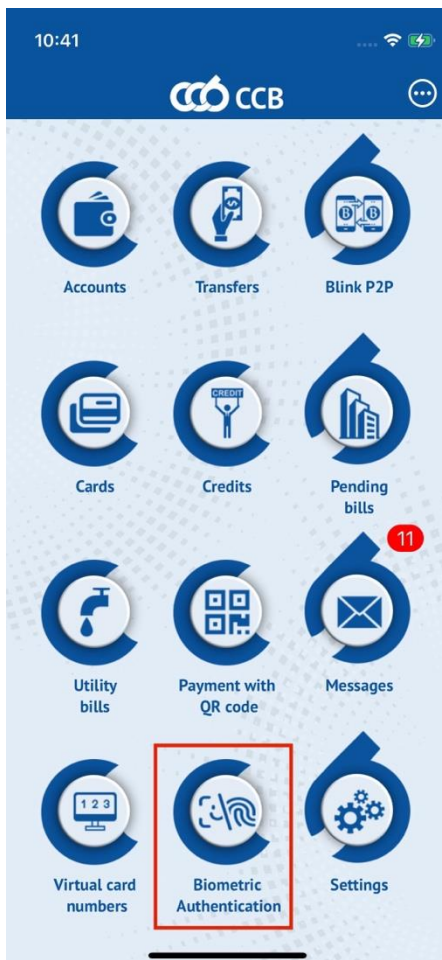 10:41
CCB
Accounts
Transfers
Blink P2P
CREDIT
Cards
Credits
Pending
bills
11
Utility
bills
Payment with
QR code
Messages
1 2 3
Virtual card
numbers
Biometric
Authentication
Settings